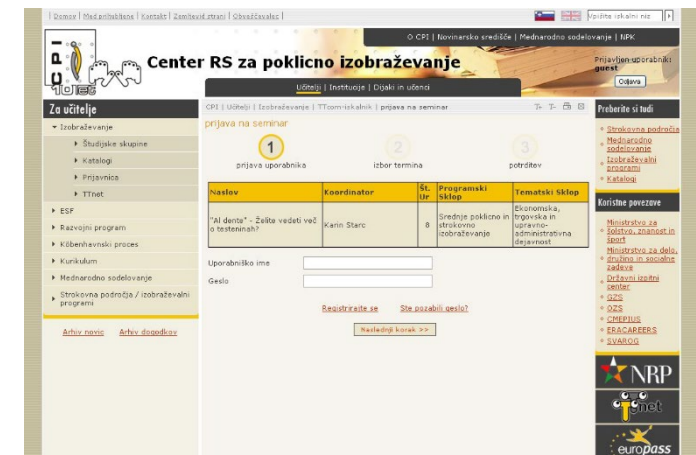 | Domov | Med priljubljene | Kontakt | Zemljevid strani | Obveščevalec |
Vpišite iskalni niz
O CPI | Novinarsko središče | Mednarodno sodelovanje | NPK
cpi
10 let
Center RS za poklicno izobraževanje
Prijavljen uporabnik:
guest
Odjava
Učitelji | Institucije | Dijaki in učenci
Za učitelje
Izobraževanje
Študijske skupine
Katalogi
Prijavnica
TTnet
ESF
Razvojni program
Köbenhavnski proces
Kurikulum
Mednarodno sodelovanje
Strokovna področja / izobraževalni
programi
Arhiv novic Arhiv dogodkov
CPI | Učitelji | Izobraževanje | TTcom-iskalnik | prijava na seminar
prijava na seminar
1 2 3
prijava uporabnika izbor termina potrditev
Naslov Koordinator Št. Ur Programski Sklop Tematski Sklop
"Al dente" - Želite vedeti več
o testeninah?
Karin Starc
8
Srednje poklicno in
strokovno
izobraževanje
Ekonomska,
trgovska in
upravno-
administrativna
dejavnost
Uporabniško ime
Geslo
Registrirajte se Ste pozabili geslo?
Naslednji korak >>
Preberite si tudi
Strokovna področja
Mednarodno
sodelovanje
Izobraževalni
programi
Katalogi
Koristne povezave
Ministrstvo za
šolstvo, znanost in
šport
Ministrstvo za delo,
družino in socialne
zadeve
Državni izpitni
center
GZS
OZS
CMEPIUS
ERACAREERS
SVAROG
NRP
TTnet
europass